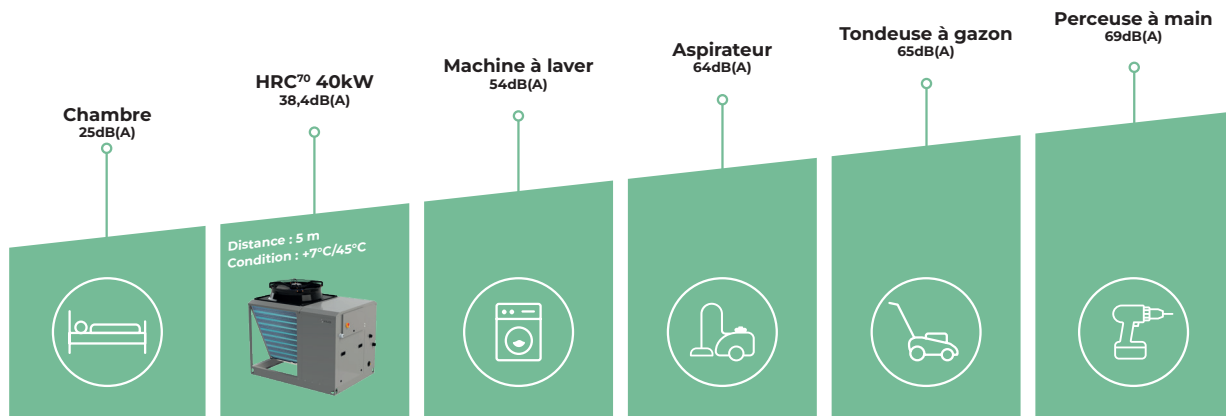 Chambre
25dB(A)
HRC⁷⁰ 40kW
38,4dB(A)
Machine à laver
54dB(A)
Aspirateur
64dB(A)
Tondeuse à gazon
65dB(A)
Perceuse à main
69dB(A)
Distance : 5 m
Condition : +7°C/45°C